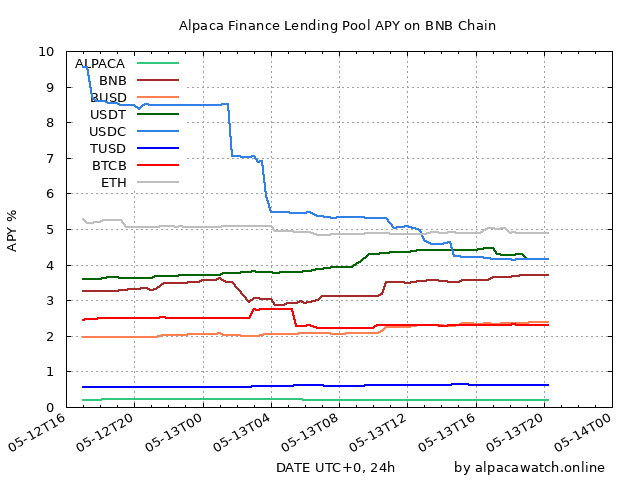 Alpaca Finance Lending Pool APY on BNB Chain
10
9
8
7
6
5
4
3
2
1
0
APY %
ALPACA
BNB
BUSD
USDT
USDC
TUSD
BTCB
ETH
05-12T16
05-12T20
05-13T00
05-13T04
05-13T08
05-13T12
05-13T16
05-13T20
05-14T00
DATE UTC+0, 24h
by alpacawatch.online